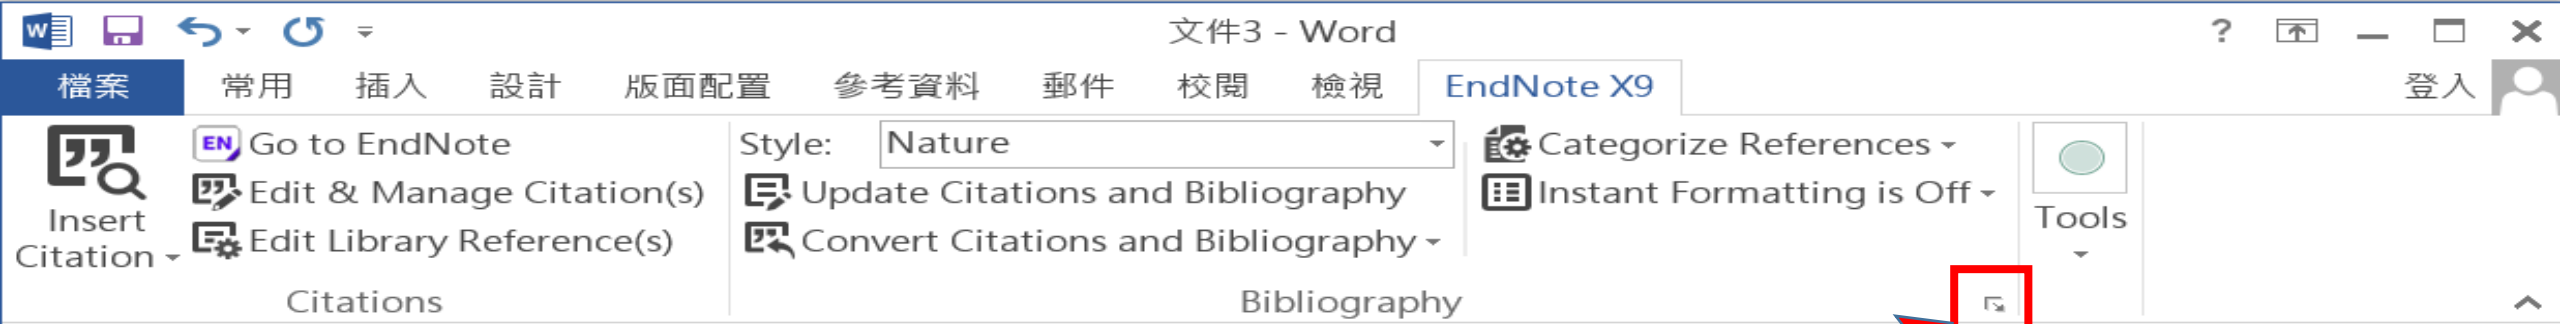 文件3 - Word
檔案 常用 插入 設計 版面配置 參考資料 郵件 校閱 檢視 EndNote X9 登入
Insert Citation
Go to EndNote
Edit & Manage Citation(s)
Edit Library Reference(s)
Citations
Style: Nature
Update Citations and Bibliography
Convert Citations and Bibliography
Categorize References
Instant Formatting is Off
Bibliography
Tools